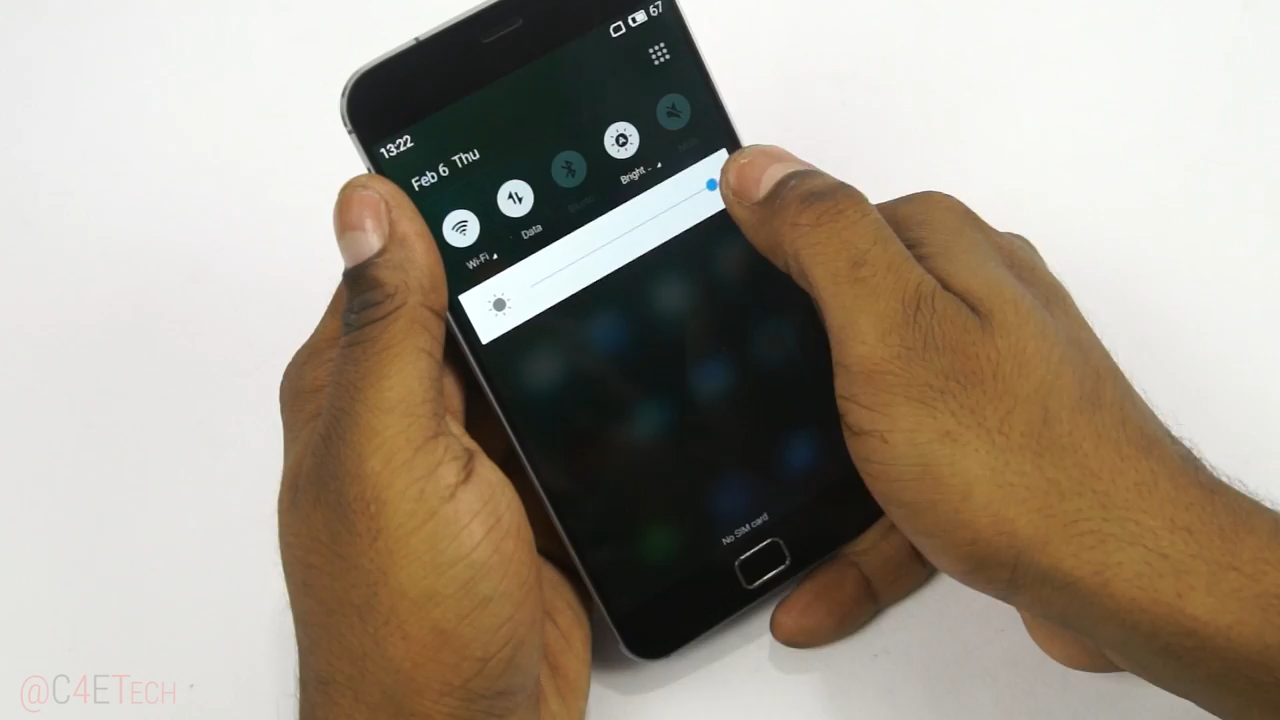 67
13:22
Feb 6 Thu
Bright..
Data
Wi-Fi
No SIM card
@C4ETech